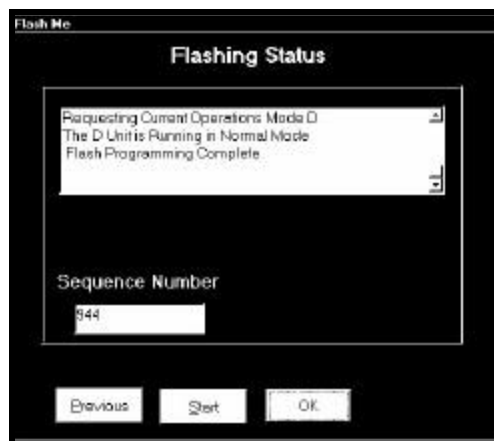 Flash Me
Flashing Status
Requesting Current Operations Mode D
The D Unit is Running in Normal Mode
Flash Programming Complete
Sequence Number
944
Previous
Start
OK